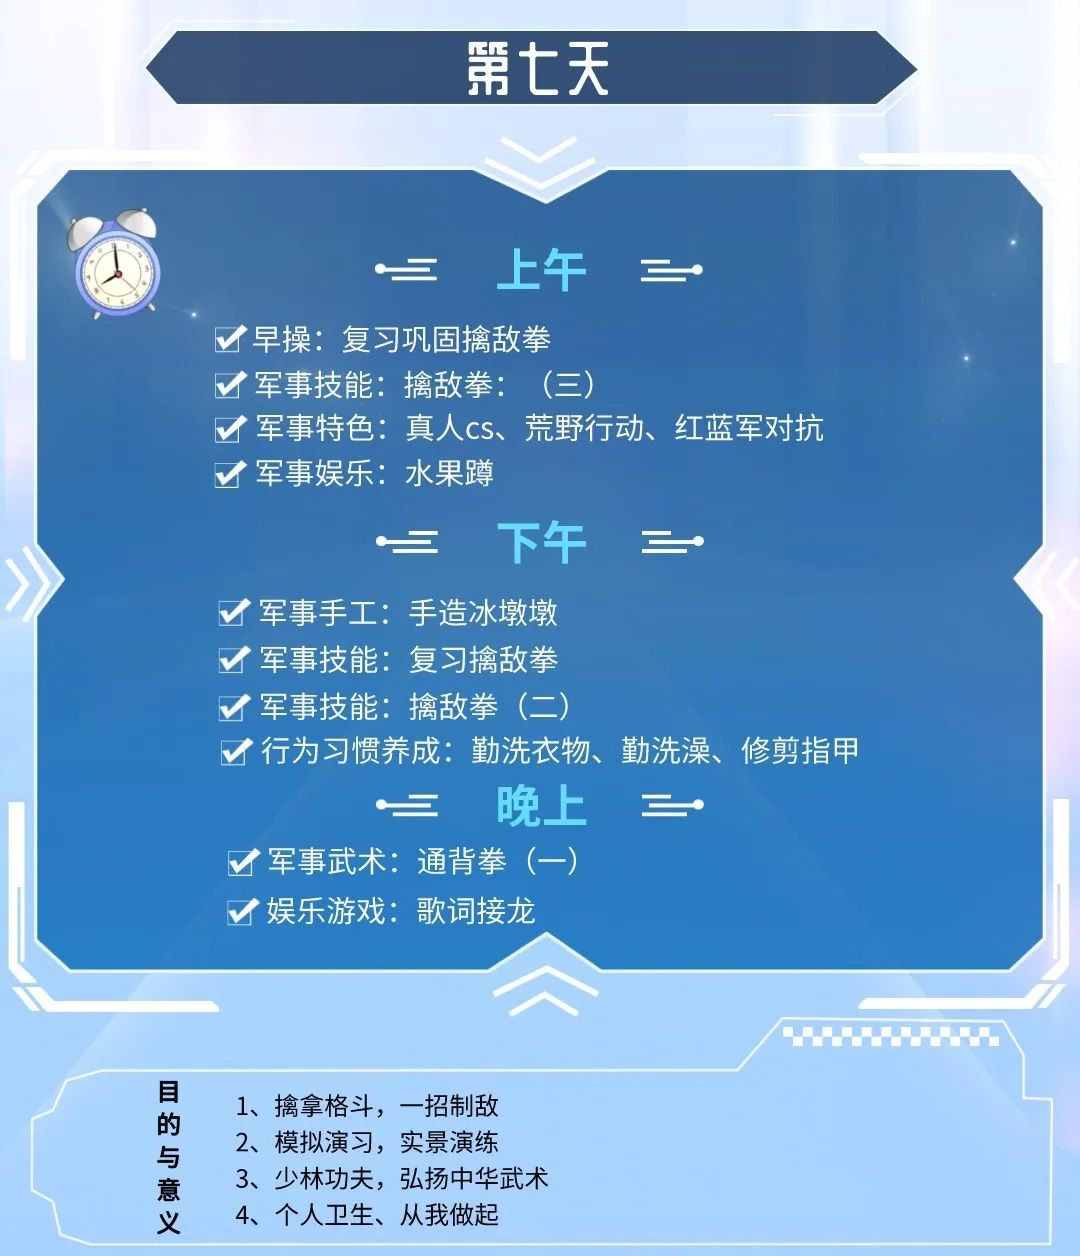 第七天
上午
早操：复习巩固擒敌拳
军事技能：擒敌拳：（三）
军事特色：真人cs、荒野行动、红蓝军对抗
军事娱乐：水果蹲
下午
军事手工：手造冰墩墩
军事技能：复习擒敌拳
军事技能：擒敌拳（二）
行为习惯养成：勤洗衣物、勤洗澡、修剪指甲
晚上
军事武术：通背拳（一）
娱乐游戏：歌词接龙
目的与意义
1、擒拿格斗，一招制敌
2、模拟演习，实景演练
3、少林功夫，弘扬中华武术
4、个人卫生、从我做起